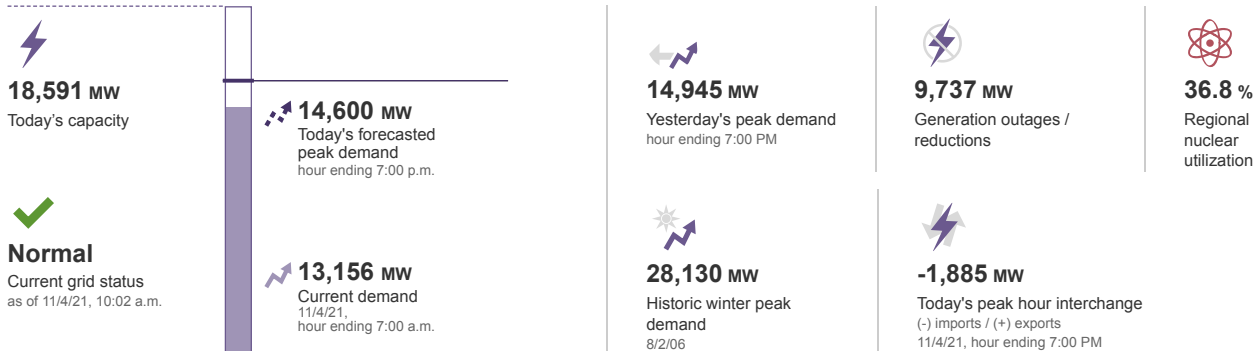 18,591 MW
Today's capacity
Normal
Current grid status
as of 11/4/21, 10:02 a.m.
14,600 MW
Today's forecasted
peak demand
hour ending 7:00 p.m.
13,156 MW
Current demand
11/4/21,
hour ending 7:00 a.m.
14,945 MW
Yesterday's peak demand
hour ending 7:00 PM
9,737 MW
Generation outages /
reductions
36.8 %
Regional
nuclear
utilization
28,130 MW
Historic winter peak
demand
8/2/06
-1,885 MW
Today's peak hour interchange
(-) imports / (+) exports
11/4/21, hour ending 7:00 PM